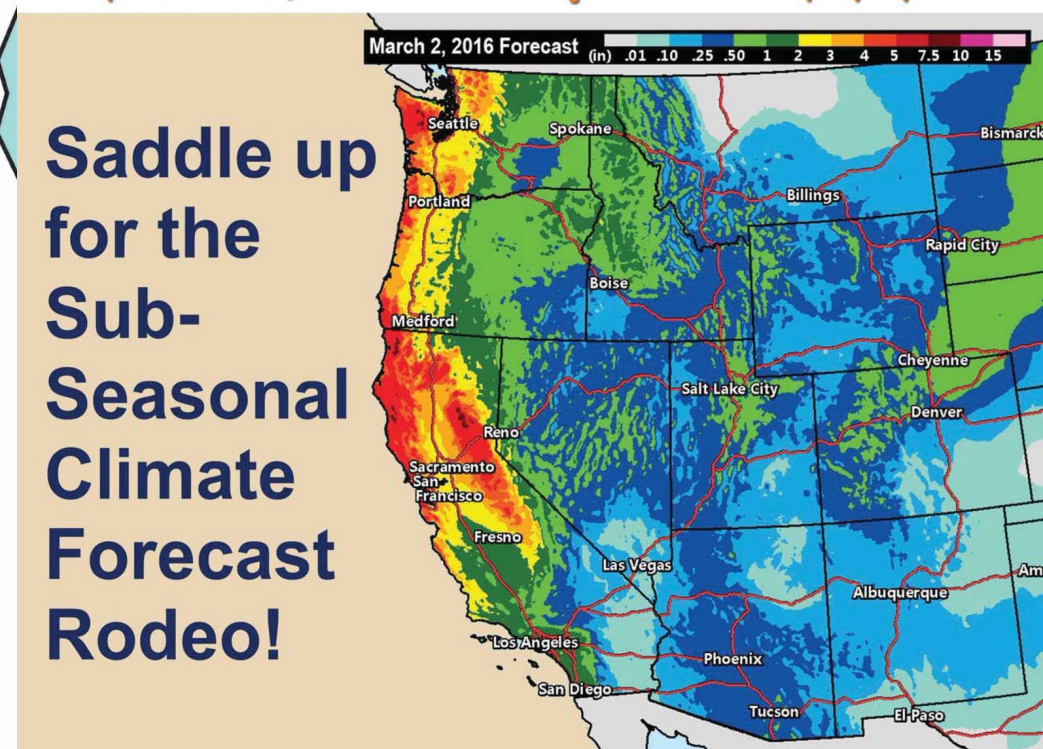 March 2, 2016 Forecast (in) .01 .10 .25 .50 1 2 3 4 5 7.5 10 15
Saddle up
for the
Sub-
Seasonal
Climate
Forecast
Rodeo!
Seattle
Spokane
Bismarck
Portland
Billings
Rapid City
Boise
Medford
Cheyenne
Salt Lake City
Denver
Reno
Sacramento
San
Francisco
Fresno
Las Vegas
Albuquerque
Am
Los Angeles
Phoenix
San Diego
Tucson
El Paso